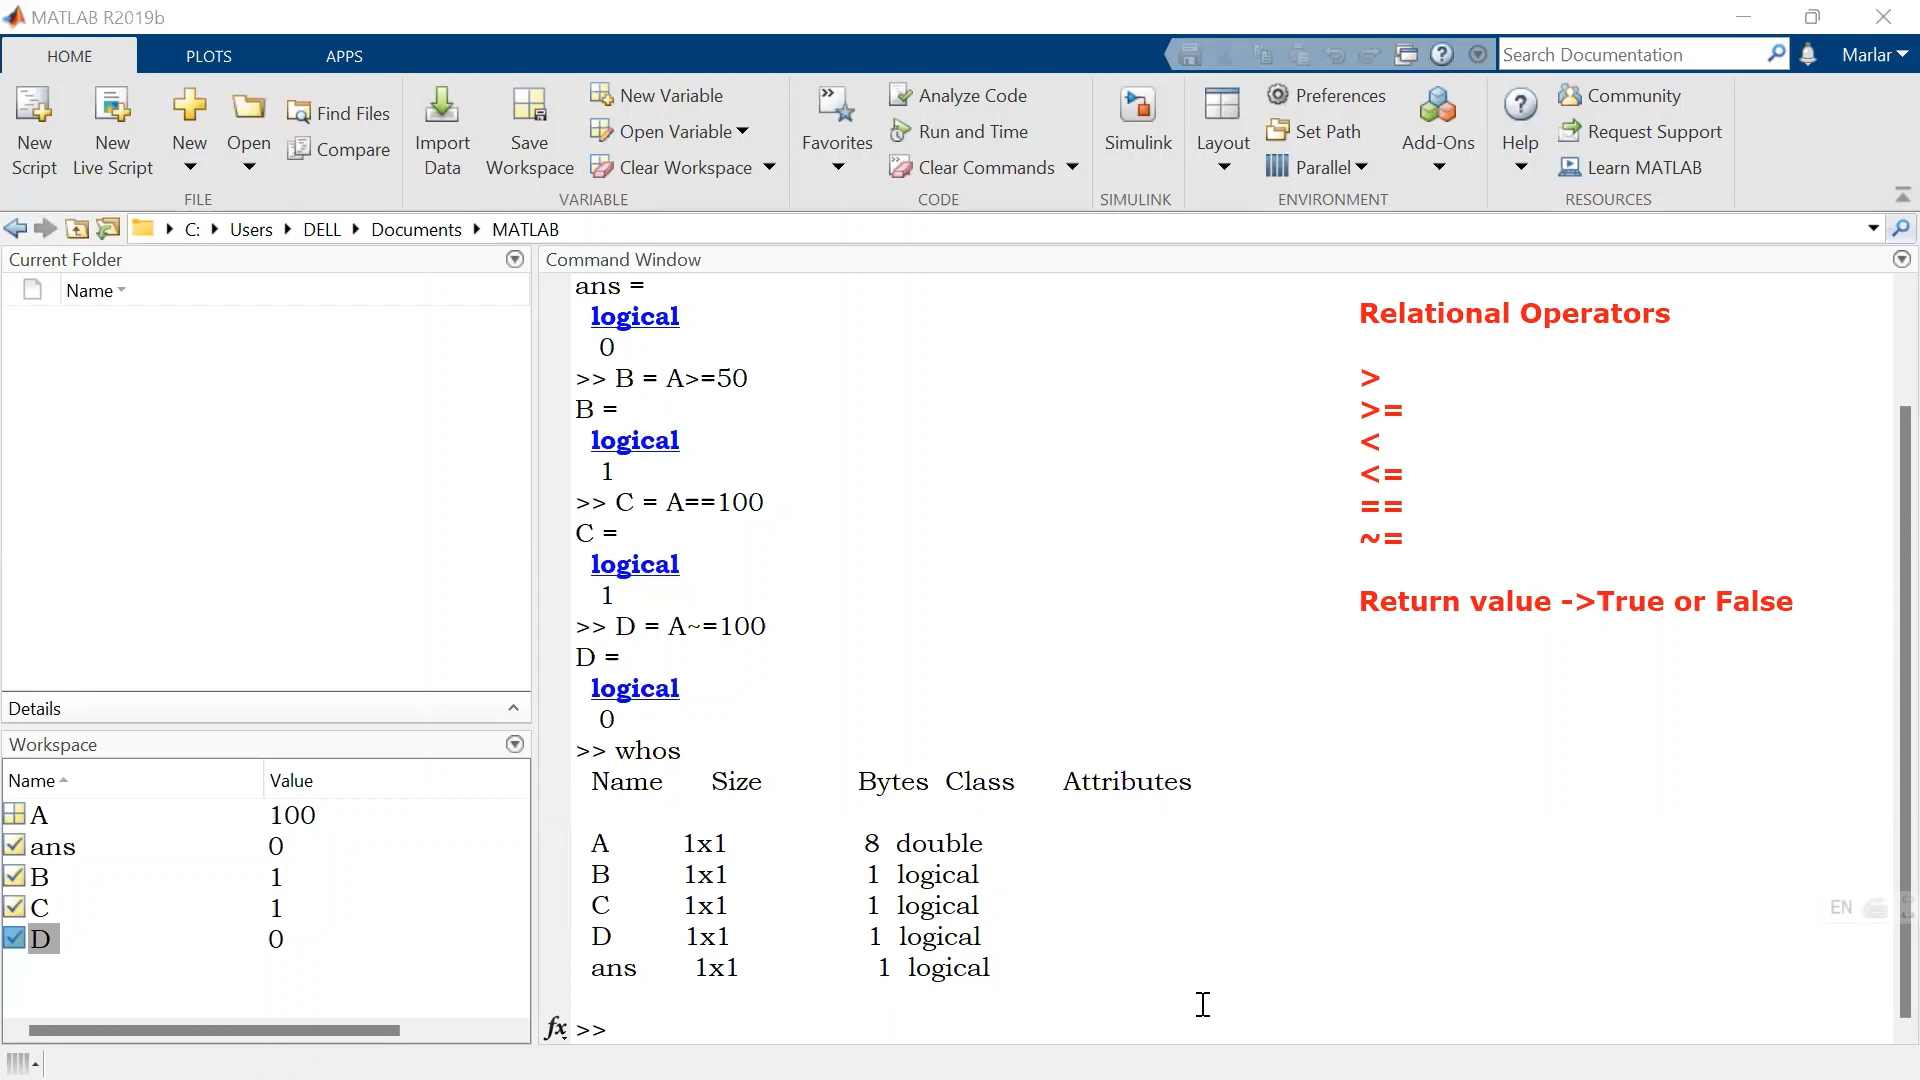 MATLAB R2019b
HOME PLOTS APPS
Search Documentation
Marlar
New Script
New Live Script
New
Open
Find Files
Compare
FILE
Import Data
Save Workspace
New Variable
Open Variable
Clear Workspace
VARIABLE
Favorites
Analyze Code
Run and Time
Clear Commands
CODE
Simulink
SIMULINK
Layout
Preferences
Set Path
Parallel
Add-Ons
ENVIRONMENT
Help
Community
Request Support
Learn MATLAB
RESOURCES
C: Users DELL Documents MATLAB
Current Folder
Name
Details
Workspace
Name Value
A 100
ans 0
B 1
C 1
D 0
Command Window
ans =
logical
0
>> B = A>=50
B =
logical
1
>> C = A==100
C =
logical
1
>> D = A~=100
D =
logical
0
>> whos
Name Size Bytes Class Attributes
A 1x1 8 double
B 1x1 1 logical
C 1x1 1 logical
D 1x1 1 logical
ans 1x1 1 logical
fx >>
Relational Operators
>
>=
<
<=
==
~=
Return value ->True or False
EN